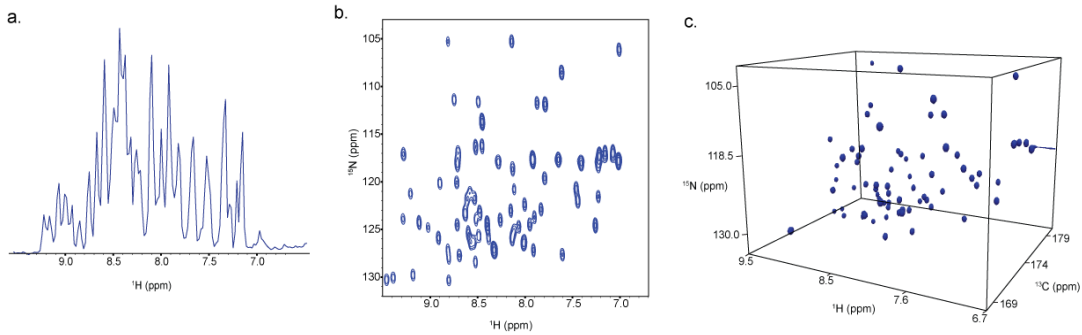 a.
9.0 8.5 8.0 7.5 7.0
¹H (ppm)
b.
105
110
115
120
125
130
¹⁵N (ppm)
9.0 8.5 8.0 7.5 7.0
¹H (ppm)
c.
105.0
118.5
130.0
¹⁵N (ppm)
9.5
8.5
7.6
6.7
¹H (ppm)
179
174
169
¹³C (ppm)